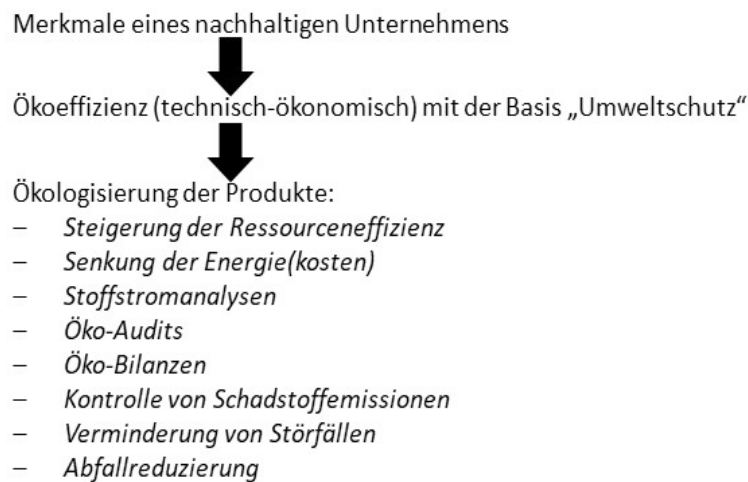 Merkmale eines nachhaltigen Unternehmens
Ökoeffizienz (technisch-ökonomisch) mit der Basis „Umweltschutz“
Ökologisierung der Produkte:
– Steigerung der Ressourceneffizienz
– Senkung der Energie(kosten)
– Stoffstromanalysen
– Öko-Audits
– Öko-Bilanzen
– Kontrolle von Schadstoffemissionen
– Verminderung von Störfällen
– Abfallreduzierung